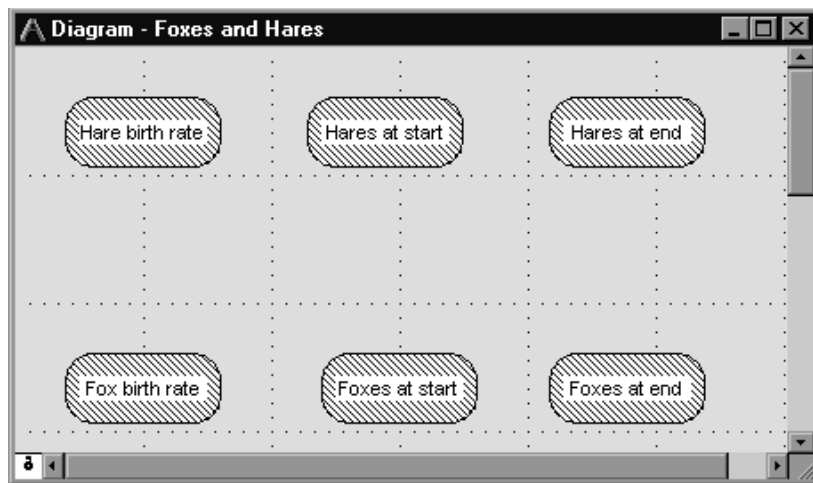 Diagram - Foxes and Hares
Hare birth rate
Hares at start
Hares at end
Fox birth rate
Foxes at start
Foxes at end